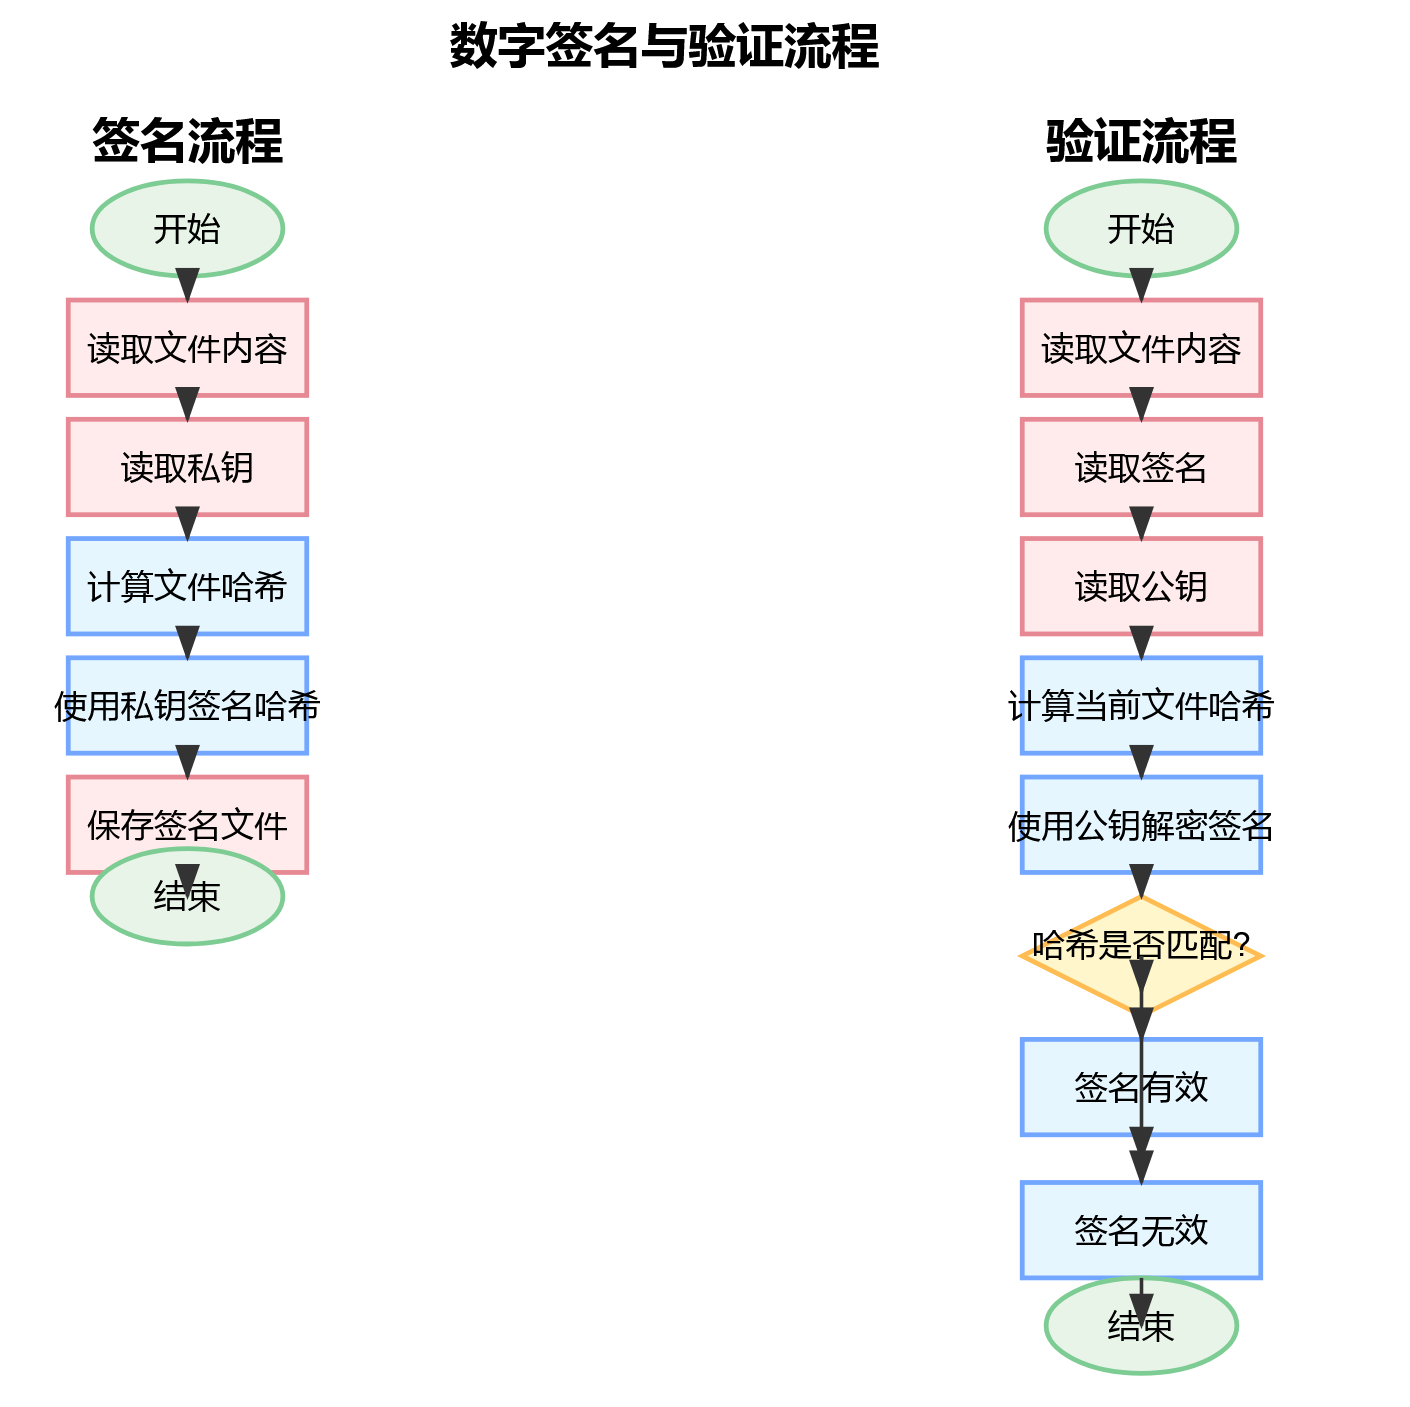 数字签名与验证流程
签名流程
开始
读取文件内容
读取私钥
计算文件哈希
使用私钥签名哈希
保存签名文件
结束
验证流程
开始
读取文件内容
读取签名
读取公钥
计算当前文件哈希
使用公钥解密签名
哈希是否匹配?
签名有效
签名无效
结束